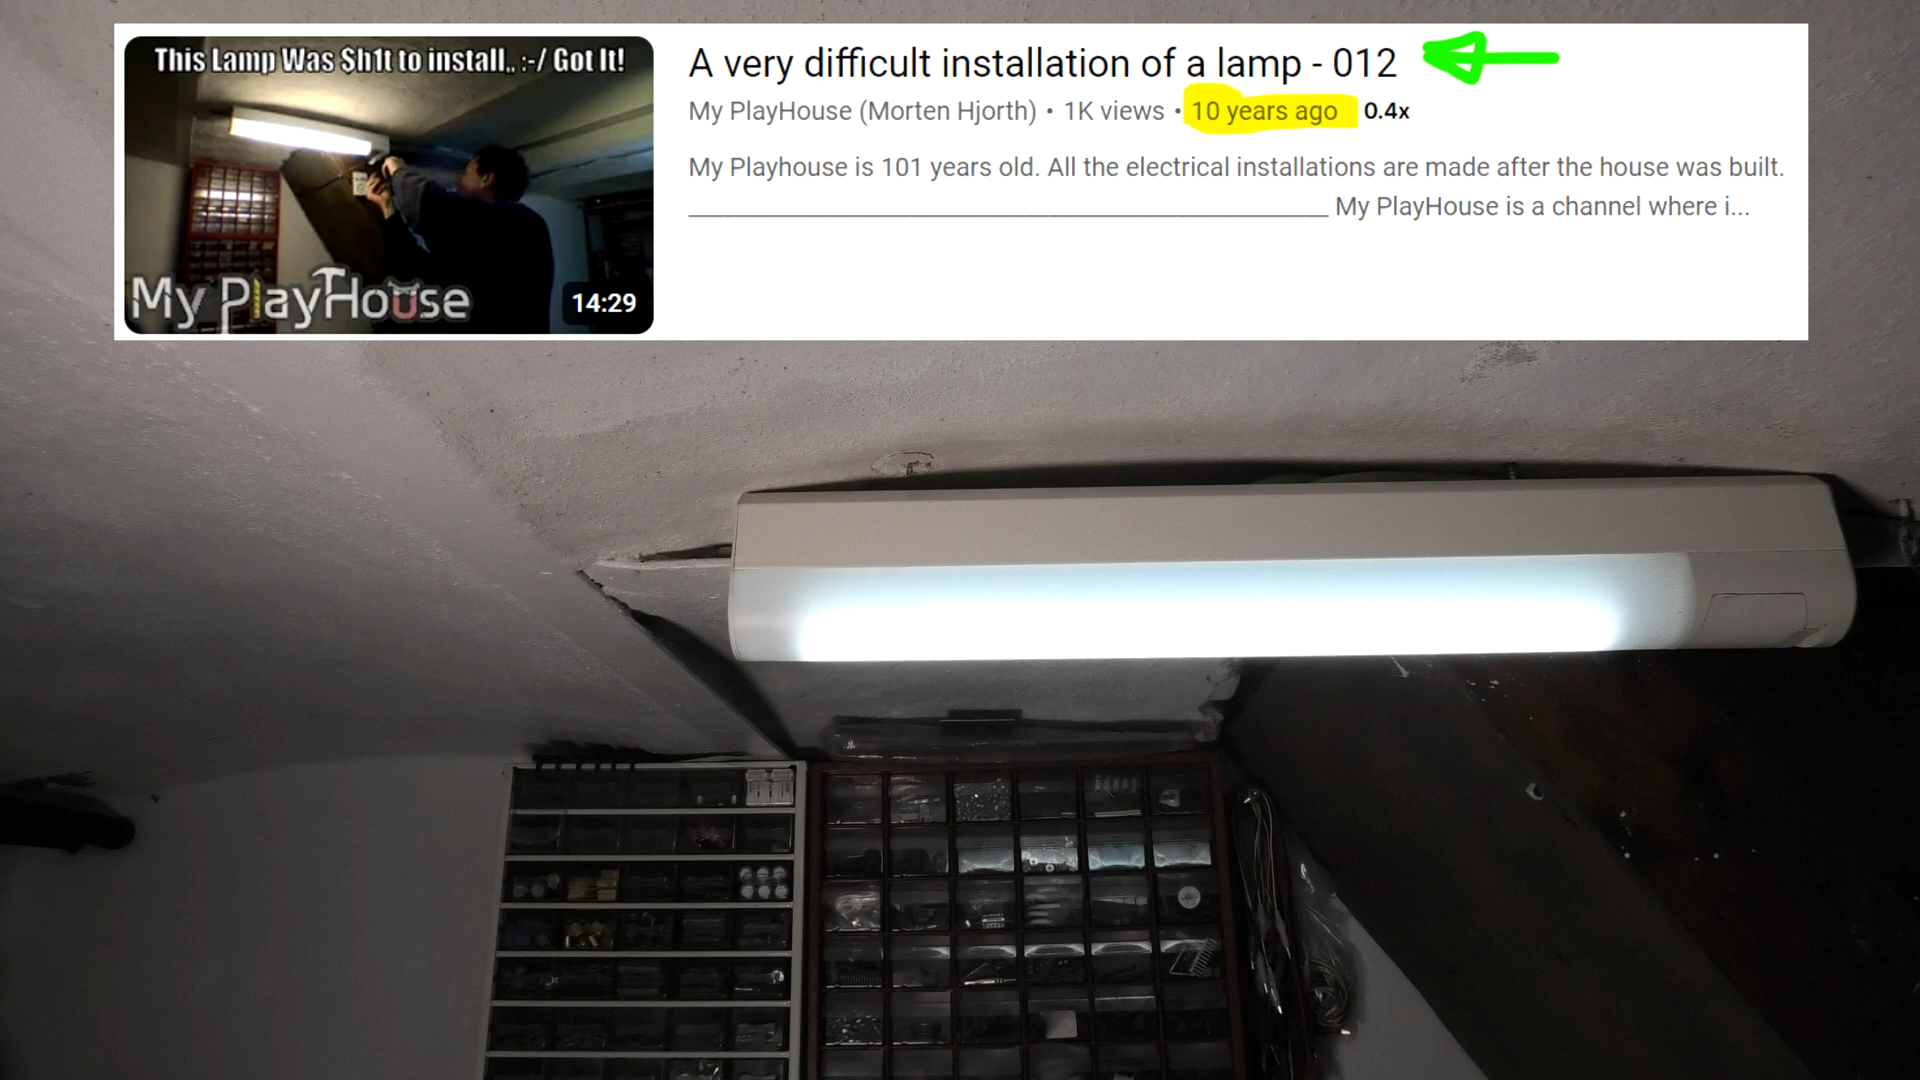 This Lamp Was $h1t to install.. :-/ Got It!
My PlayHouse
14:29
A very difficult installation of a lamp - 012
My PlayHouse (Morten Hjorth) • 1K views • 10 years ago 0.4x
My Playhouse is 101 years old. All the electrical installations are made after the house was built.
________________________________________________ My PlayHouse is a channel where i...